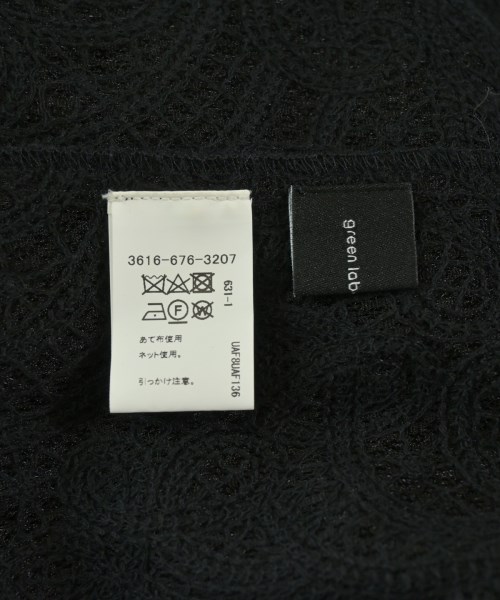 3616-676-3207
631-1
F W
あて布使用
ネット使用。
引っかけ注意。
UAF8UAF136
green lab